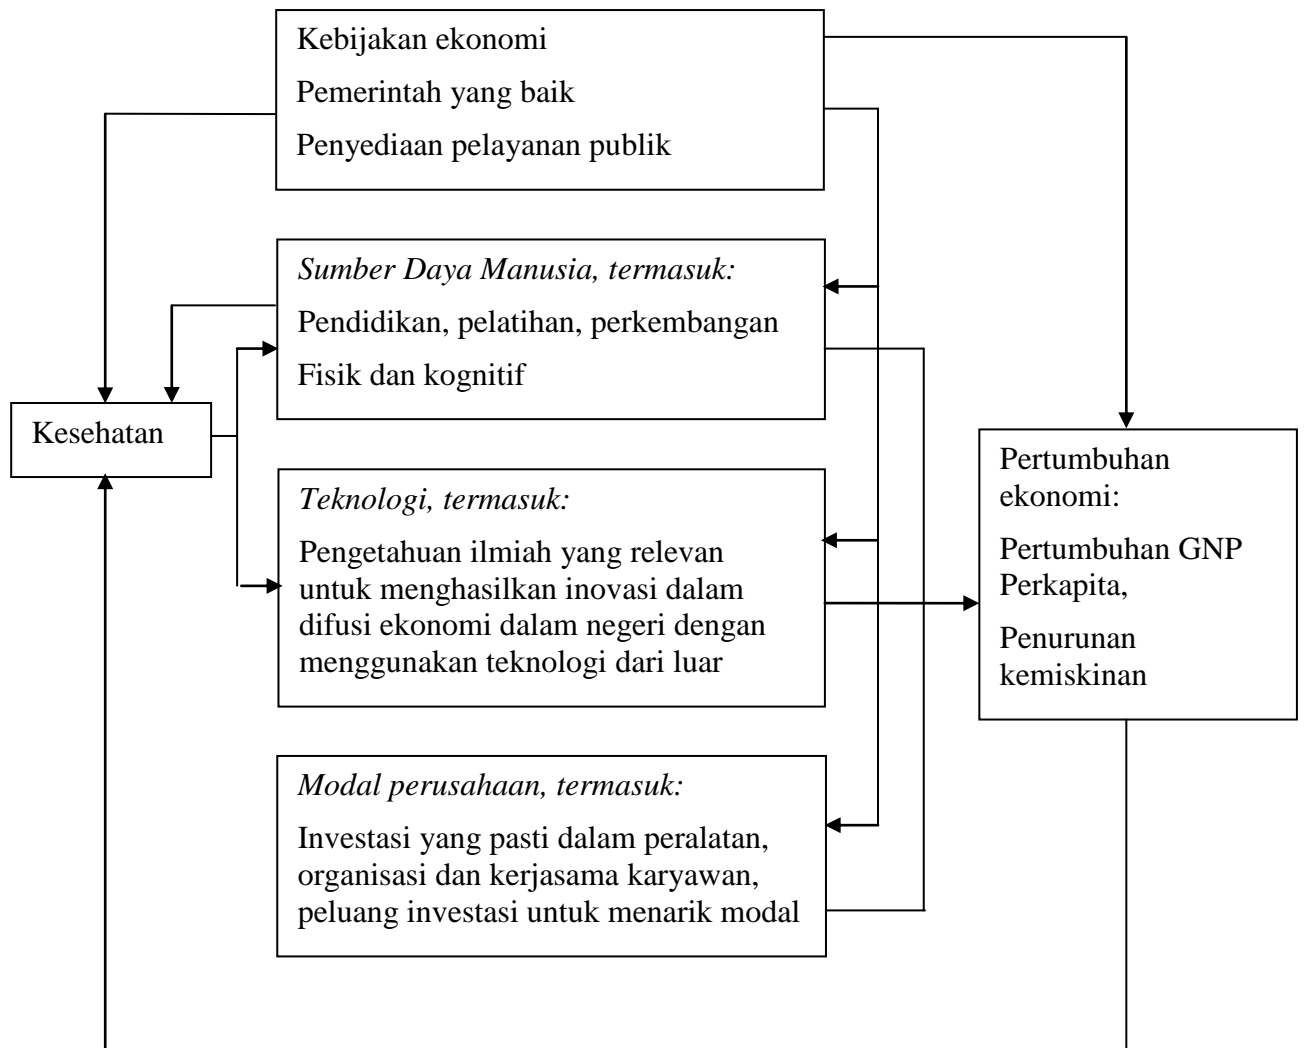 Kebijakan ekonomi
Pemerintah yang baik
Penyediaan pelayanan publik
Sumber Daya Manusia, termasuk:
Pendidikan, pelatihan, perkembangan
Fisik dan kognitif
Kesehatan
Teknologi, termasuk:
Pengetahuan ilmiah yang relevan
untuk menghasilkan inovasi dalam
difusi ekonomi dalam negeri dengan
menggunakan teknologi dari luar
Modal perusahaan, termasuk:
Investasi yang pasti dalam peralatan,
organisasi dan kerjasama karyawan,
peluang investasi untuk menarik modal
Pertumbuhan
ekonomi:
Pertumbuhan GNP
Perkapita,
Penurunan
kemiskinan